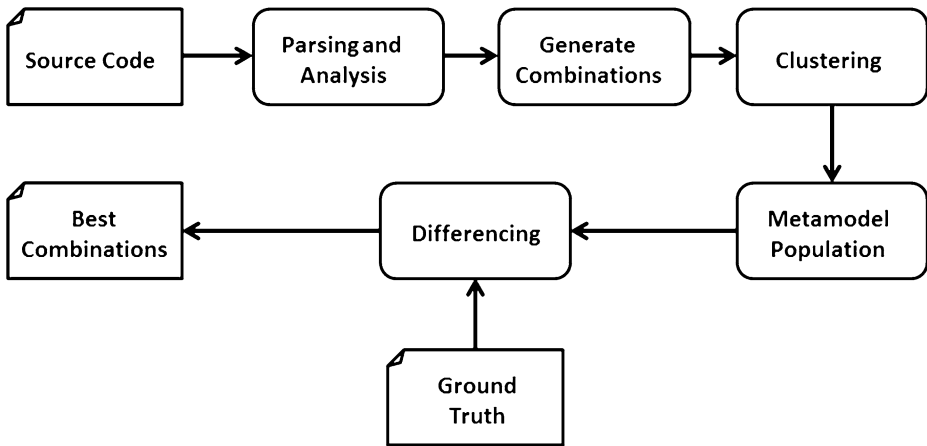 Source Code
Parsing and
Analysis
Generate
Combinations
Clustering
Best
Combinations
Differencing
Metamodel
Population
Ground
Truth